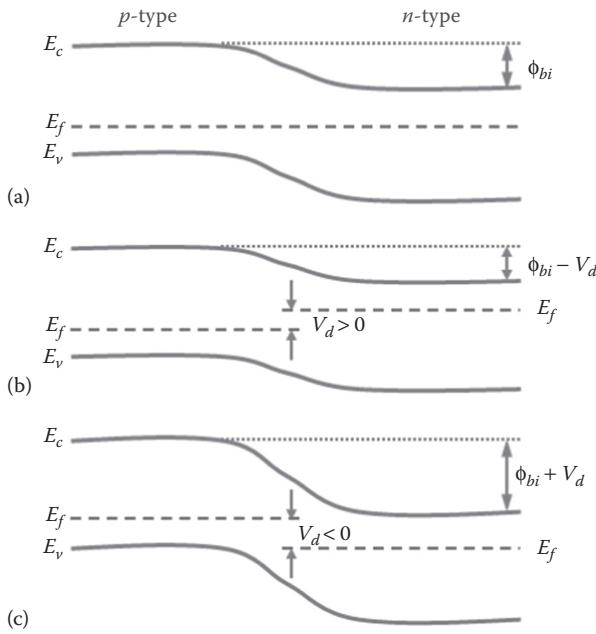 p-type
n-type
E_c
ϕ_bi
E_f
E_v
(a)
E_c
ϕ_bi − V_d
E_f
E_f
V_d > 0
E_v
(b)
E_c
ϕ_bi + V_d
E_f
V_d < 0
E_v
E_f
(c)